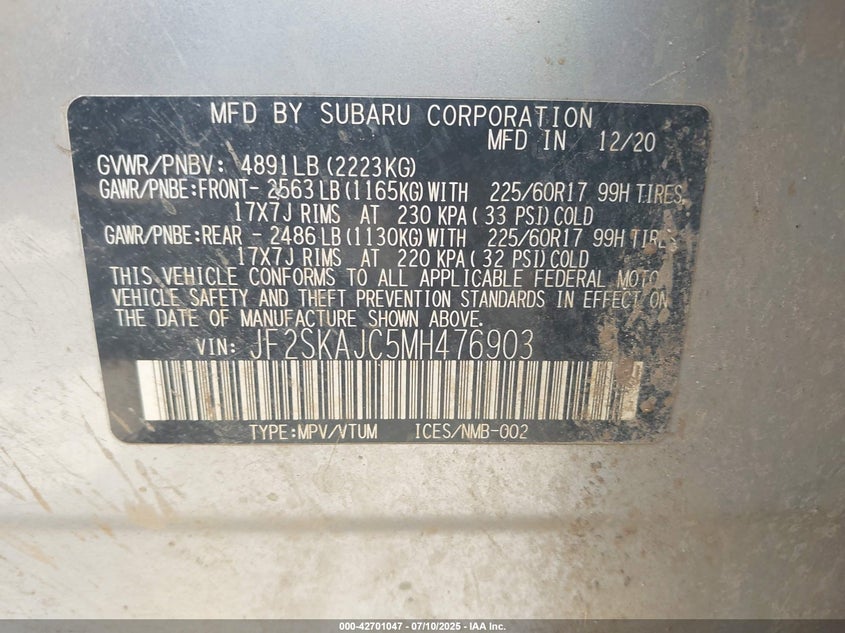 MFD BY SUBARU CORPORATION
MFD IN 12/20
GVWR/PNBV: 4891LB (2223KG)
GAWR/PNBE:FRONT- 2563 LB (1165KG) WITH 225/60R17 99H TIRES,
17X7J RIMS AT 230 KPA ( 33 PSI) COLD
GAWR/PNBE:REAR - 2486 LB (1130KG) WITH 225/60R17 99H TIRES
17X7J RIMS AT 220 KPA ( 32 PSI) COLD
THIS VEHICLE CONFORMS TO ALL APPLICABLE FEDERAL MOTOR
VEHICLE SAFETY AND THEFT PREVENTION STANDARDS IN EFFECT ON
THE DATE OF MANUFACTURE SHOWN ABOVE.
VIN: JF2SKAJC5MH476903
TYPE:MPV/VTUM ICES/NMB-002
000-42701047 - 07/10/2025 - IAA Inc.